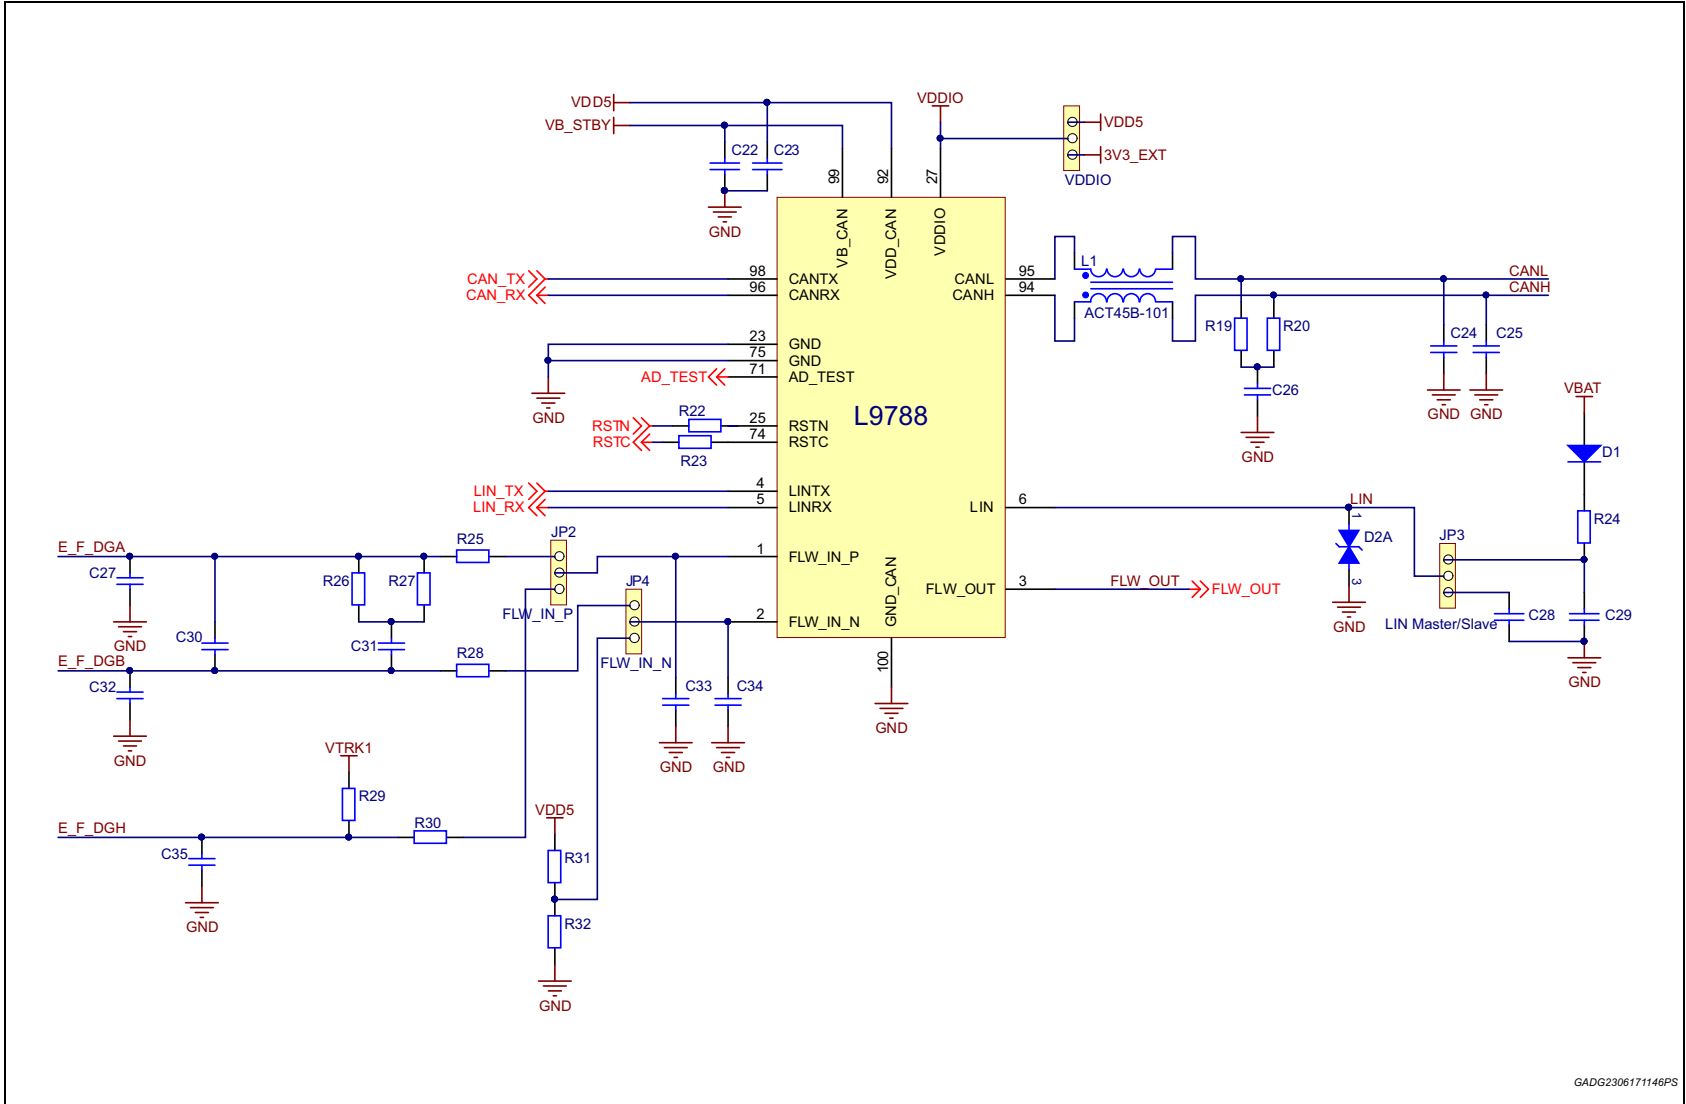 VDD5
VB_STBY
C22
C23
GND
VDDIO
VDD5
3V3_EXT
VDDIO
99
92
27
VB_CAN
VDD_CAN
VDDIO
CAN_TX
98
CANTX
CAN_RX
96
CANRX
CANL
95
CANH
94
L1
ACT45B-101
CANL
CANH
R19
R20
C26
GND
C24
C25
GND
GND
23
GND
75
GND
GND
AD_TEST
71
AD_TEST
L9788
RSTN
R22
25
RSTN
RSTC
R23
74
RSTC
LIN_TX
4
LINTX
LIN_RX
5
LINRX
LIN
6
LIN
VBAT
D1
R24
1
D2A
3
GND
JP3
LIN Master/Slave
C28
C29
GND
E_F_DGA
C27
GND
C30
R26
R27
C31
R25
JP2
FLW_IN_P
1
FLW_IN_P
JP4
FLW_IN_N
2
FLW_IN_N
GND_CAN
100
GND
FLW_OUT
3
FLW_OUT
FLW_OUT
E_F_DGB
C32
GND
R28
C33
C34
GND
GND
VTRK1
R29
E_F_DGH
C35
GND
R30
VDD5
R31
R32
GND
GADG2306171146PS